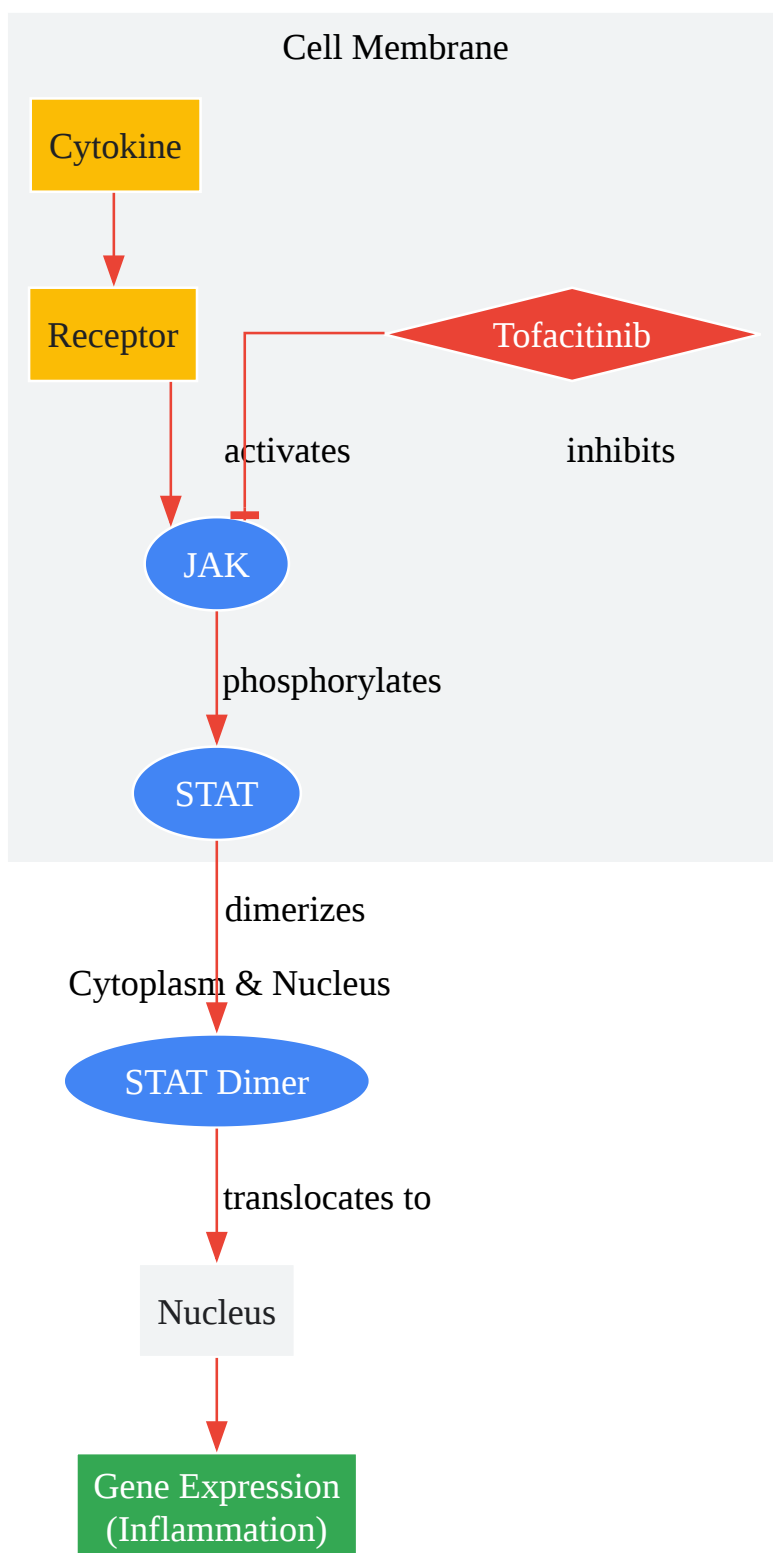 Cell Membrane
Cytokine
Receptor
Tofacitinib
activates
inhibits
JAK
phosphorylates
STAT
dimerizes
Cytoplasm & Nucleus
STAT Dimer
translocates to
Nucleus
Gene Expression
(Inflammation)